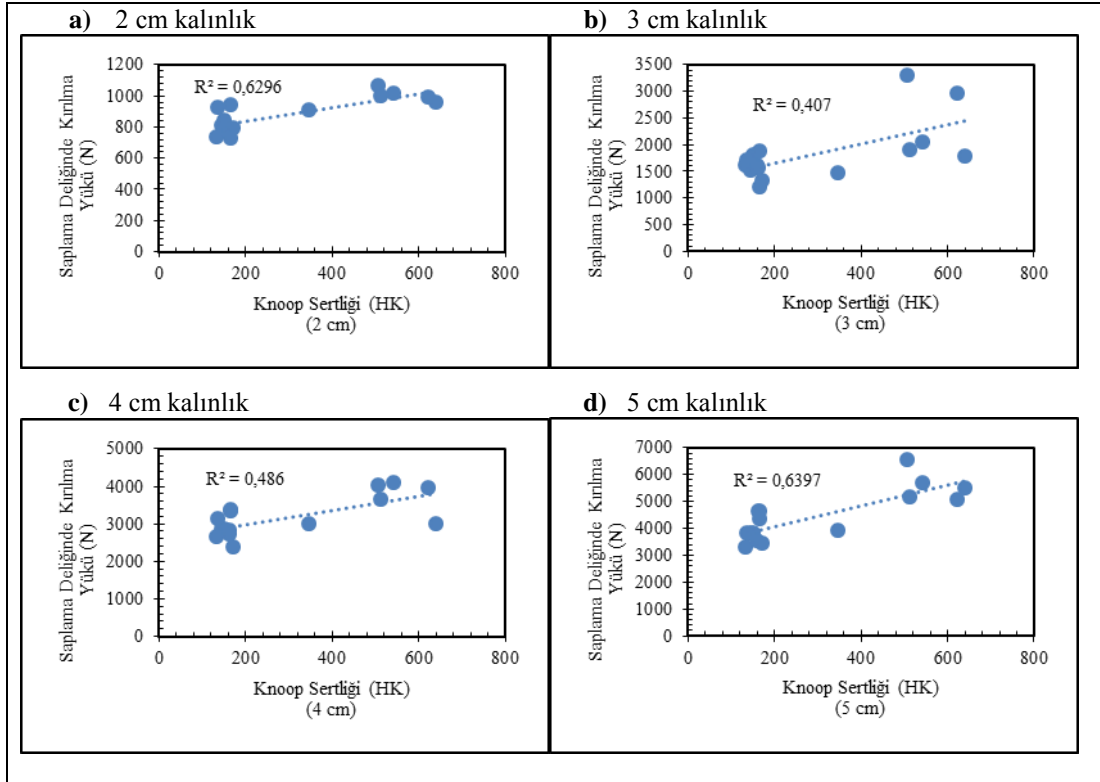 a) 2 cm kalınlık
Saplama Deliğinde Kırılma
Yükü (N)
1200
1000
800
600
400
200
0
R² = 0,6296
0 200 400 600 800
Knoop Sertliği (HK)
(2 cm)
b) 3 cm kalınlık
Saplama Deliğinde Kırılma
Yükü (N)
3500
3000
2500
2000
1500
1000
500
0
R² = 0,407
0 200 400 600 800
Knoop Sertliği (HK)
(3 cm)
c) 4 cm kalınlık
Saplama Deliğinde Kırılma
Yükü (N)
5000
4000
3000
2000
1000
0
R² = 0,486
0 200 400 600 800
Knoop Sertliği (HK)
(4 cm)
d) 5 cm kalınlık
Saplama Deliğinde Kırılma
Yükü (N)
7000
6000
5000
4000
3000
2000
1000
0
R² = 0,6397
0 200 400 600 800
Knoop Sertliği (HK)
(5 cm)